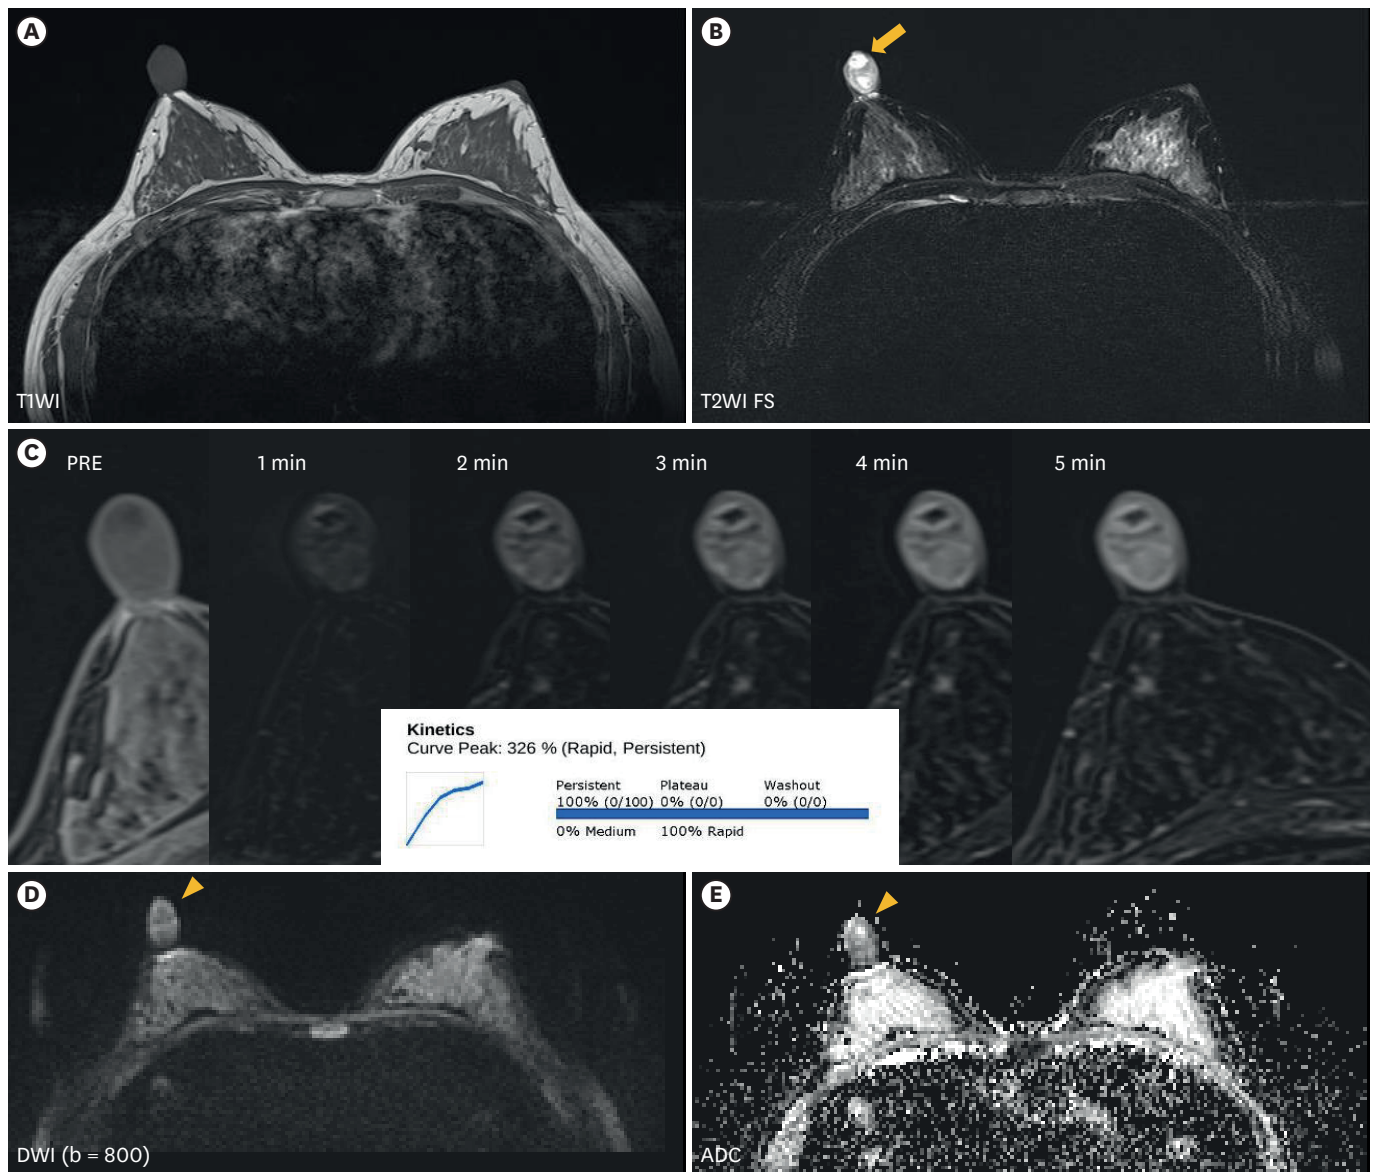 A
B
T1WI
T2WI FS
C
PRE
1 min
2 min
3 min
4 min
5 min
Kinetics
Curve Peak: 326 % (Rapid, Persistent)
Persistent Plateau Washout
100% (0/100) 0% (0/0) 0% (0/0)
0% Medium 100% Rapid
D
E
DWI (b = 800)
ADC